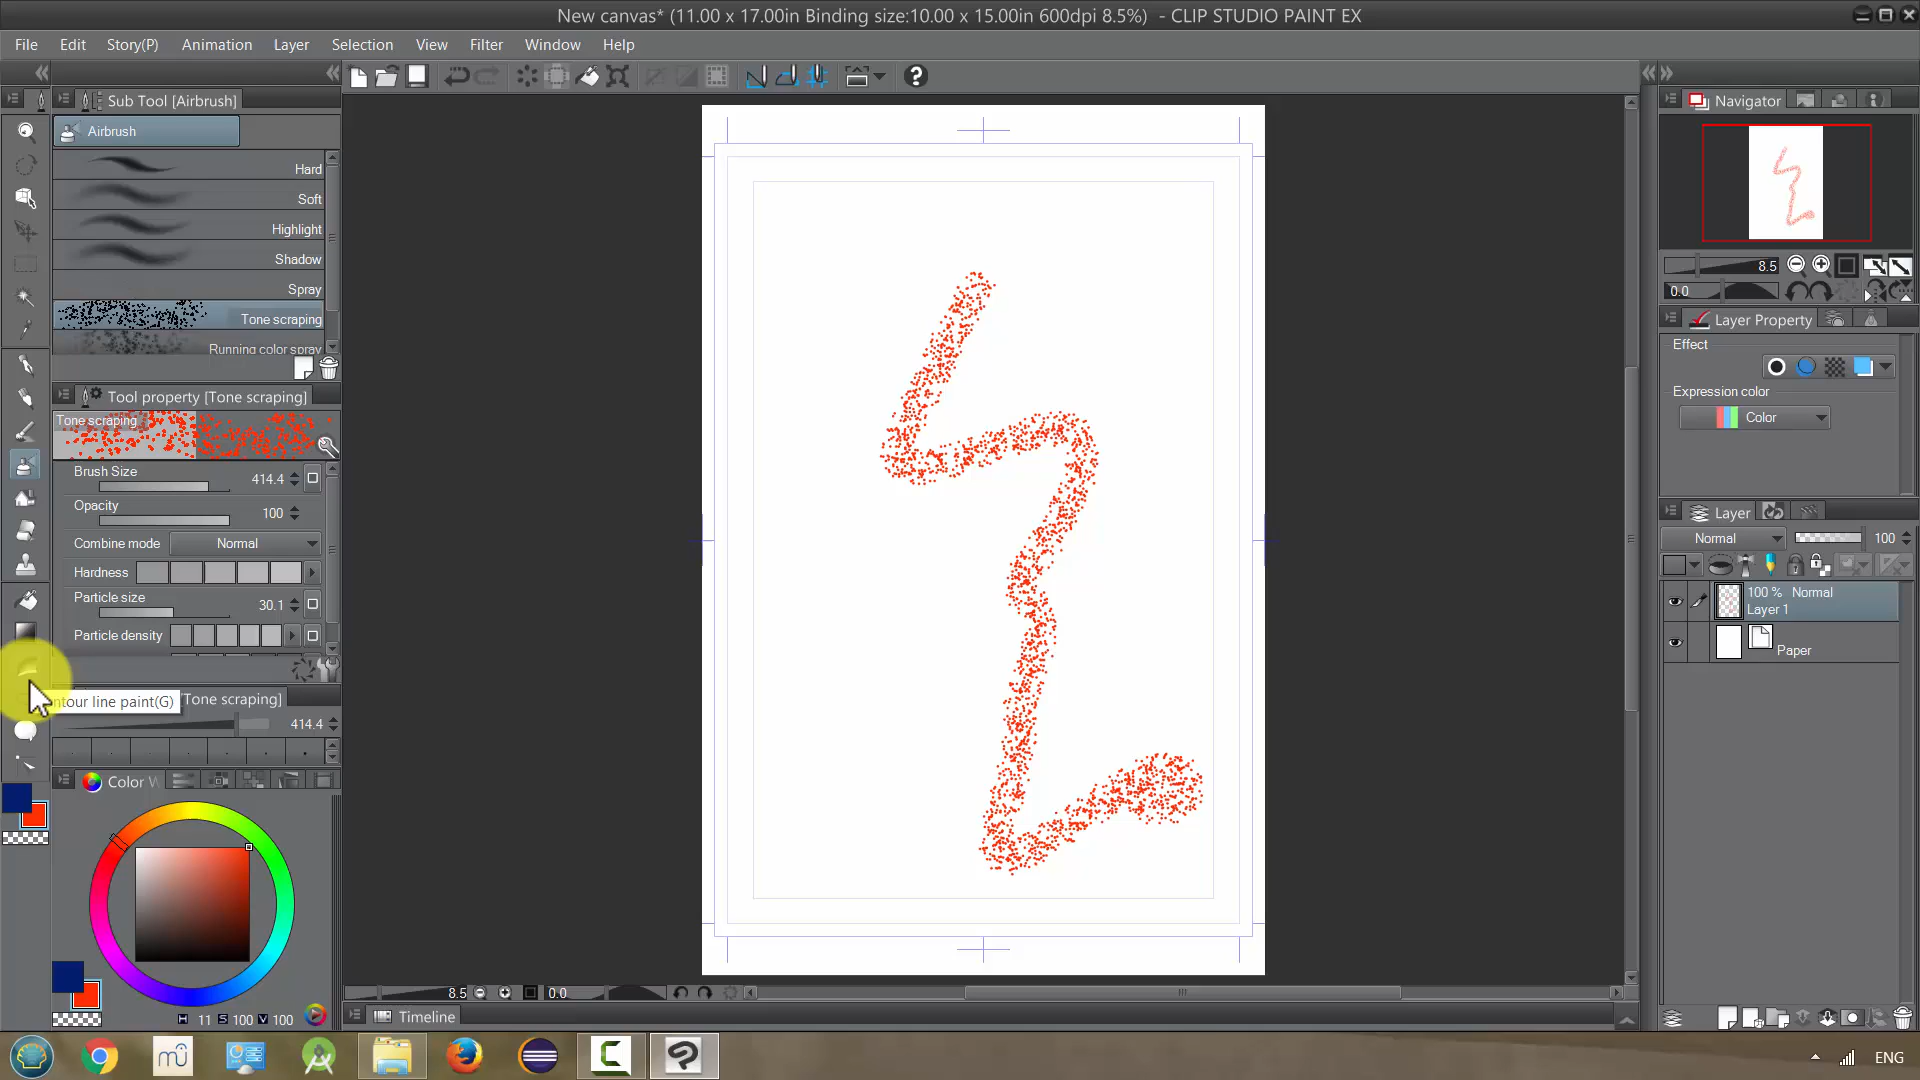 New canvas* (11.00 x 17.00in Binding size:10.00 x 15.00in 600dpi 8.5%) - CLIP STUDIO PAINT EX
File Edit Story(P) Animation Layer Selection View Filter Window Help
Sub Tool [Airbrush]
Airbrush
Hard
Soft
Highlight
Shadow
Spray
Tone scraping
Running color spray
Tool property [Tone scraping]
Tone scraping
Brush Size 414.4
Opacity 100
Combine mode Normal
Hardness
Particle size 30.1
Particle density
ntour line paint(G) [Tone scraping]
414.4
Color W
H 11 S 100 V 100
8.5 0.0
Timeline
Navigator
8.5
0.0
Layer Property
Effect
Expression color
Color
Layer
Normal 100
100 % Normal
Layer 1
Paper
mu
C
ENG